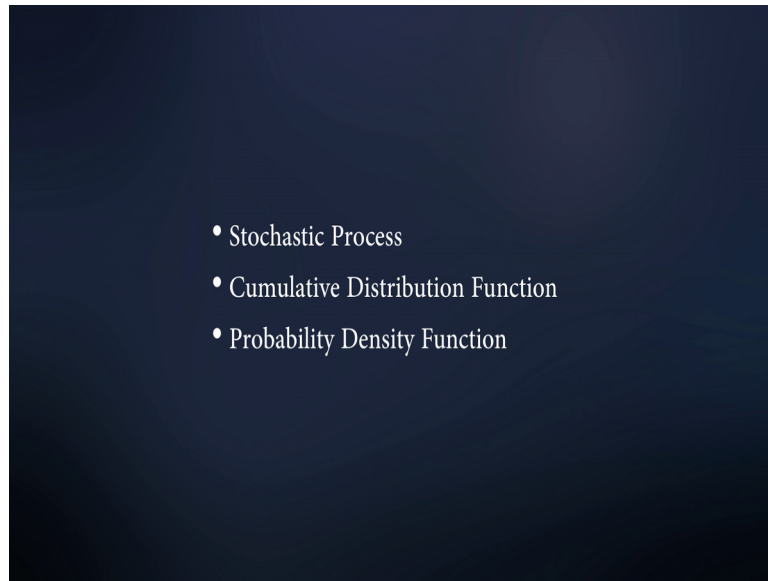 • Stochastic Process
• Cumulative Distribution Function
• Probability Density Function